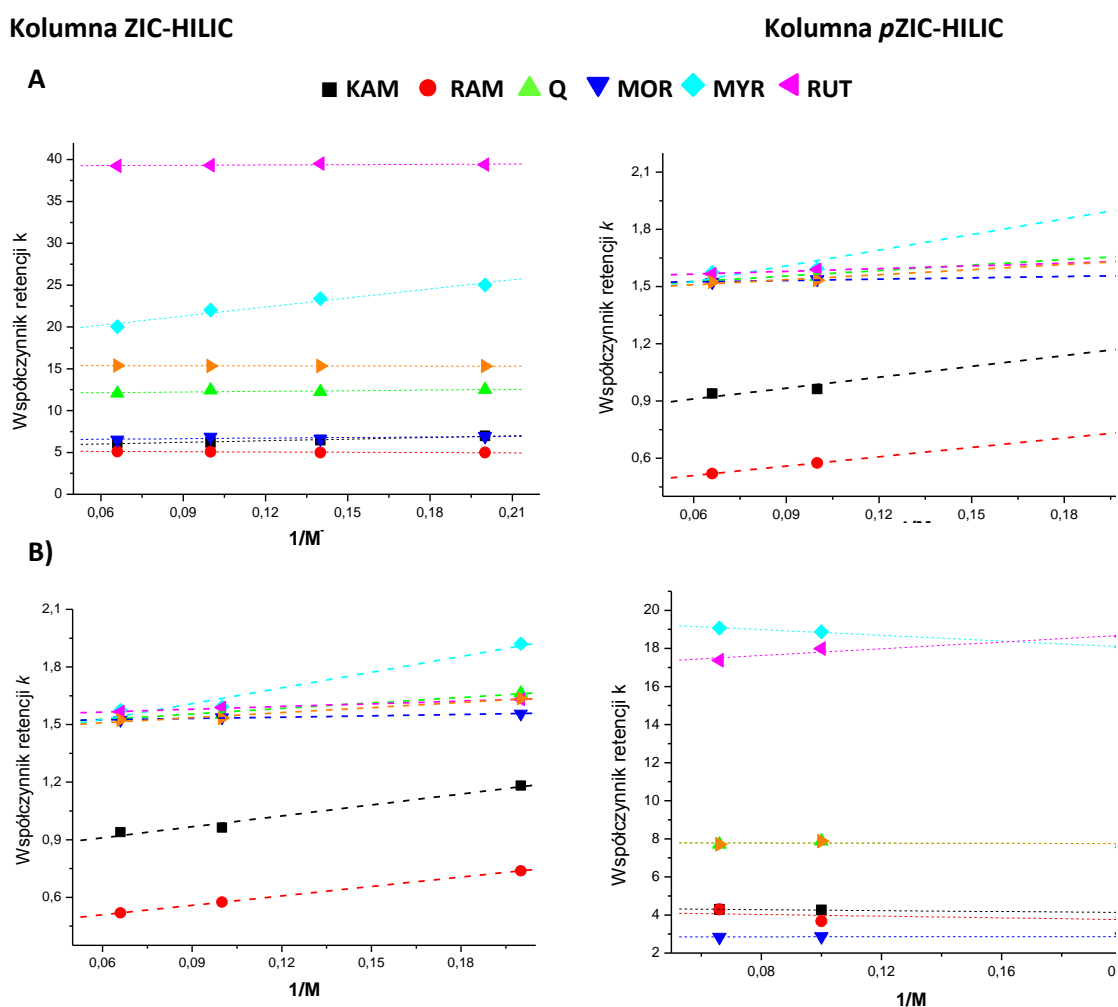 Kolumna ZIC-HILIC
Kolumna pZIC-HILIC
A
KAM RAM Q MOR MYR RUT
Współczynnik retencji k
40
35
30
25
20
15
10
5
0
0,06 0,09 0,12 0,15 0,18 0,21
1/M-
Współczynnik retencji k
2,1
1,8
1,5
1,2
0,9
0,6
0,06 0,09 0,12 0,15 0,18
B)
Współczynnik retencji k
2,1
1,8
1,5
1,2
0,9
0,6
0,06 0,09 0,12 0,15 0,18
1/M
Współczynnik retencji k
20
18
16
14
12
10
8
6
4
2
0,08 0,12 0,16
1/M